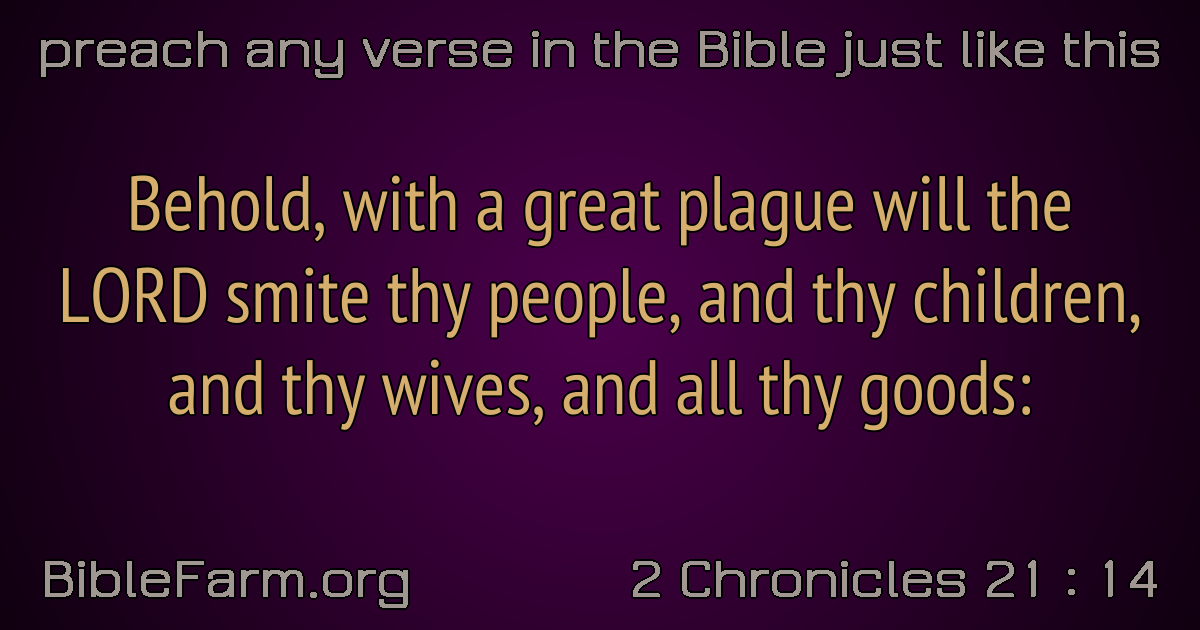 preach any verse in the Bible just like this
Behold, with a great plague will the
LORD smite thy people, and thy children,
and thy wives, and all thy goods:
BibleFarm.org
2 Chronicles 21 : 14